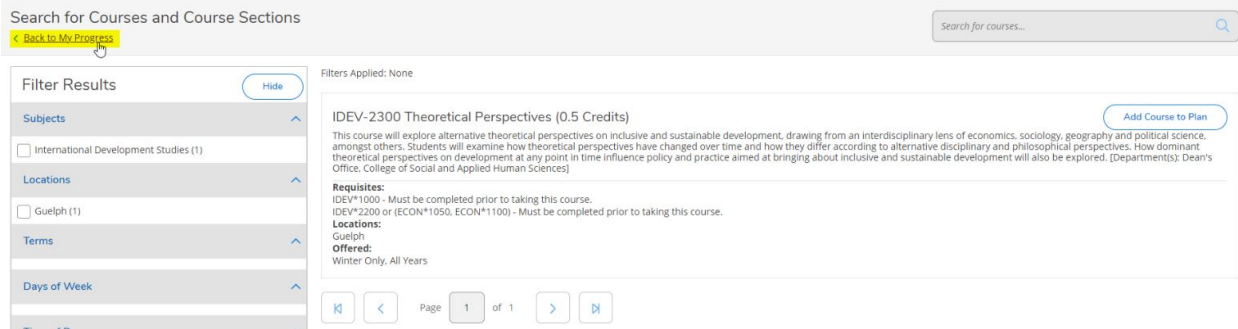 Search for Courses and Course Sections
< Back to My Progress
Search for courses...
Filter Results
Hide
Subjects
International Development Studies (1)
Locations
Guelph (1)
Terms
Days of Week
Filters Applied: None
IDEV-2300 Theoretical Perspectives (0.5 Credits)
Add Course to Plan
This course will explore alternative theoretical perspectives on inclusive and sustainable development, drawing from an interdisciplinary lens of economics, sociology, geography and political science,
amongst others. Students will examine how theoretical perspectives have changed over time and how they differ according to alternative disciplinary and philosophical perspectives. How dominant
theoretical perspectives on development at any point in time influence policy and practice aimed at bringing about inclusive and sustainable development will also be explored. [Department(s): Dean's
Office, College of Social and Applied Human Sciences]
Requisites:
IDEV*1000 - Must be completed prior to taking this course.
IDEV*2200 or (ECON*1050, ECON*1100) - Must be completed prior to taking this course.
Locations:
Guelph
Offered:
Winter Only, All Years
Page 1 of 1